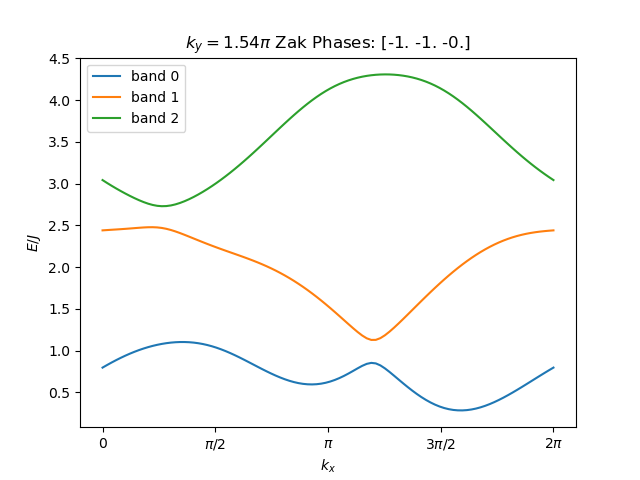 k_y = 1.54π Zak Phases: [-1. -1. -0.]
band 0
band 1
band 2
4.5
4.0
3.5
3.0
2.5
2.0
1.5
1.0
0.5
E/J
0 π/2 π 3π/2 2π
k_x